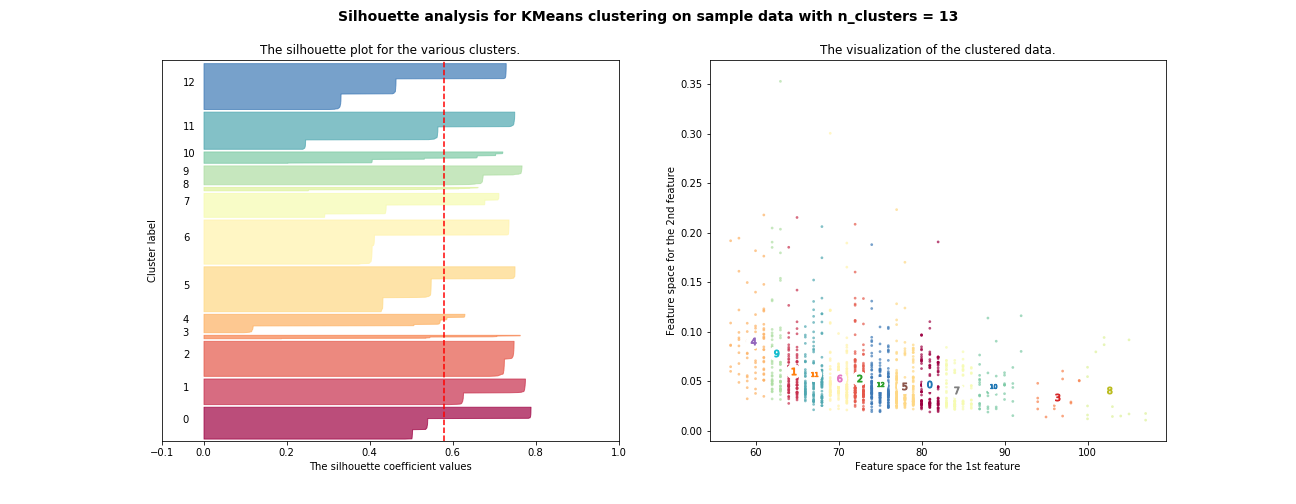 Silhouette analysis for KMeans clustering on sample data with n_clusters = 13
The silhouette plot for the various clusters.
Cluster label
12
11
10
9
8
7
6
5
4
3
2
1
0
−0.1 0.0 0.2 0.4 0.6 0.8 1.0
The silhouette coefficient values
The visualization of the clustered data.
Feature space for the 2nd feature
0.35
0.30
0.25
0.20
0.15
0.10
0.05
0.00
4 9 1 11 6 2 12 5 0 7 10 3 8
60 70 80 90 100
Feature space for the 1st feature